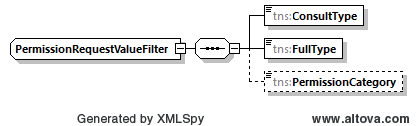 tns:ConsultType
PermissionRequestValueFilter
tns:FullType
tns:PermissionCategory
Generated by XMLSpy
www.altova.com